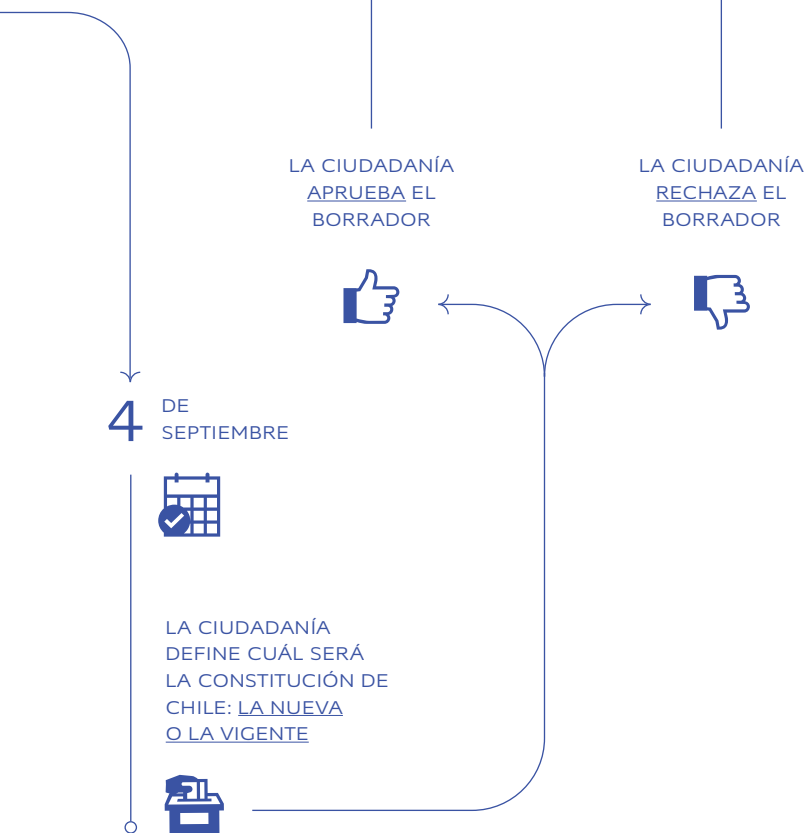 LA CIUDADANÍA
APRUEBA EL
BORRADOR
LA CIUDADANÍA
RECHAZA EL
BORRADOR
4 DE
SEPTIEMBRE
LA CIUDADANÍA
DEFINE CUÁL SERÁ
LA CONSTITUCIÓN DE
CHILE: LA NUEVA
O LA VIGENTE